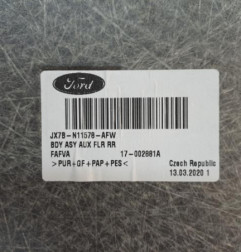 Ford
JX7B-N11578-AFW
BDY ASY AUX FLR RR
FAFVA 17-002881A
>PUR+GF+PAP+PES<
Czech Republic
13.03.2020 1